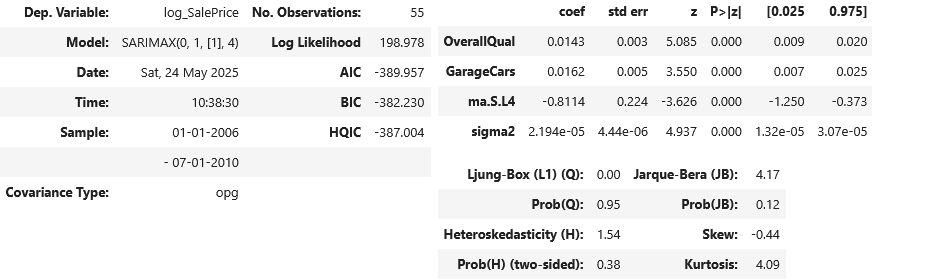 Dep. Variable: log_SalePrice No. Observations: 55
Model: SARIMAX(0, 1, [1], 4) Log Likelihood 198.978
Date: Sat, 24 May 2025 AIC -389.957
Time: 10:38:30 BIC -382.230
Sample: 01-01-2006 HQIC -387.004
- 07-01-2010
Covariance Type: opg
coef std err z P>|z| [0.025 0.975]
OverallQual 0.0143 0.003 5.085 0.000 0.009 0.020
GarageCars 0.0162 0.005 3.550 0.000 0.007 0.025
ma.S.L4 -0.8114 0.224 -3.626 0.000 -1.250 -0.373
sigma2 2.194e-05 4.44e-06 4.937 0.000 1.32e-05 3.07e-05
Ljung-Box (L1) (Q): 0.00 Jarque-Bera (JB): 4.17
Prob(Q): 0.95 Prob(JB): 0.12
Heteroskedasticity (H): 1.54 Skew: -0.44
Prob(H) (two-sided): 0.38 Kurtosis: 4.09